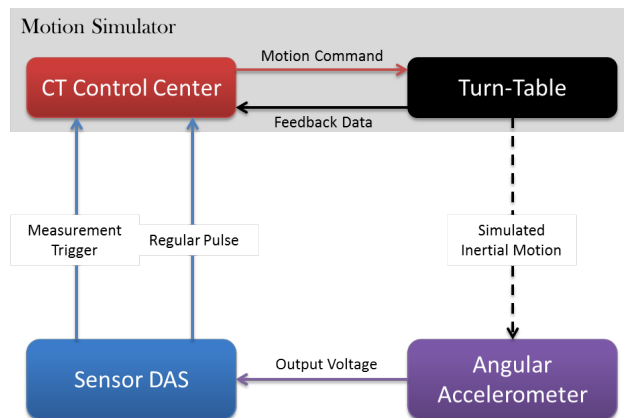 Motion Simulator
Motion Command
CT Control Center
Turn-Table
Feedback Data
Measurement
Trigger
Regular Pulse
Simulated
Inertial Motion
Output Voltage
Sensor DAS
Angular
Accelerometer